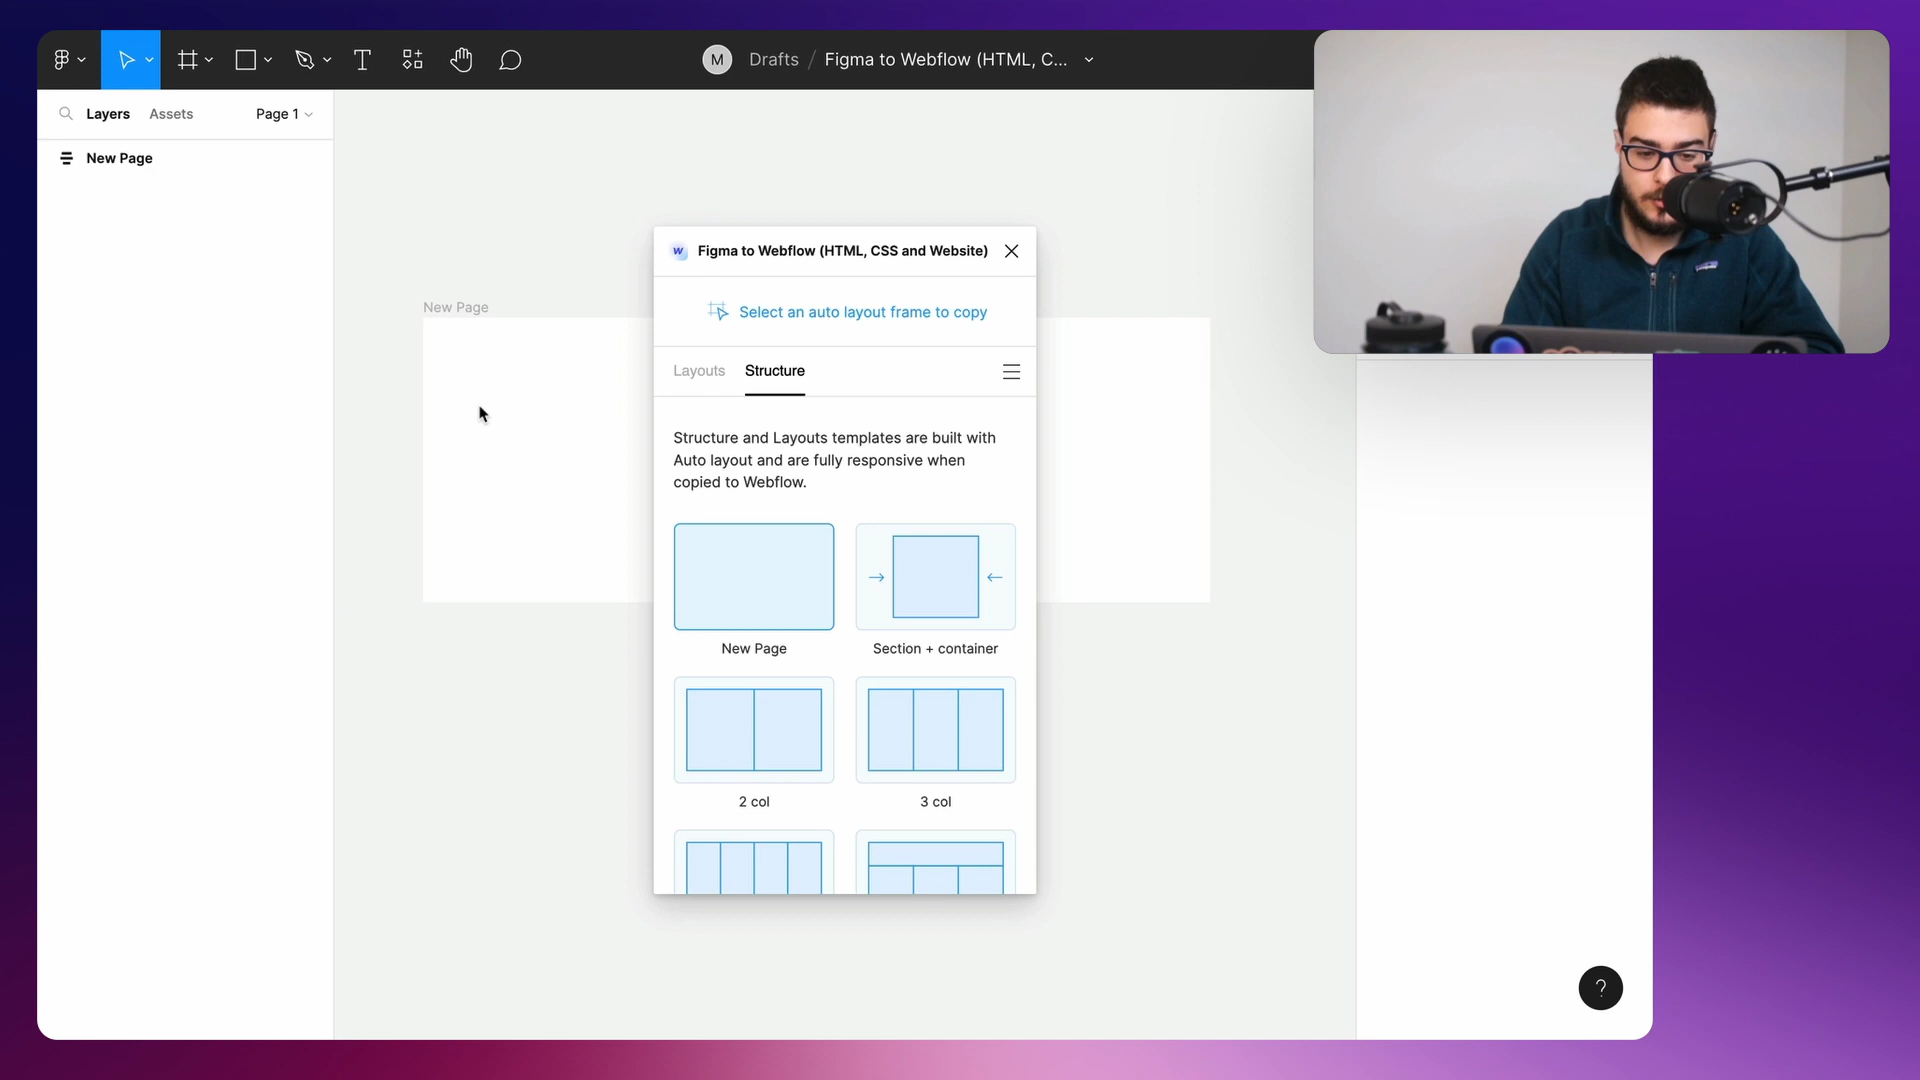 M
Drafts / Figma to Webflow (HTML, C...
Layers
Assets
Page 1
New Page
New Page
W
Figma to Webflow (HTML, CSS and Website)
Select an auto layout frame to copy
Layouts
Structure
Structure and Layouts templates are built with
Auto layout and are fully responsive when
copied to Webflow.
New Page
Section + container
2 col
3 col
?